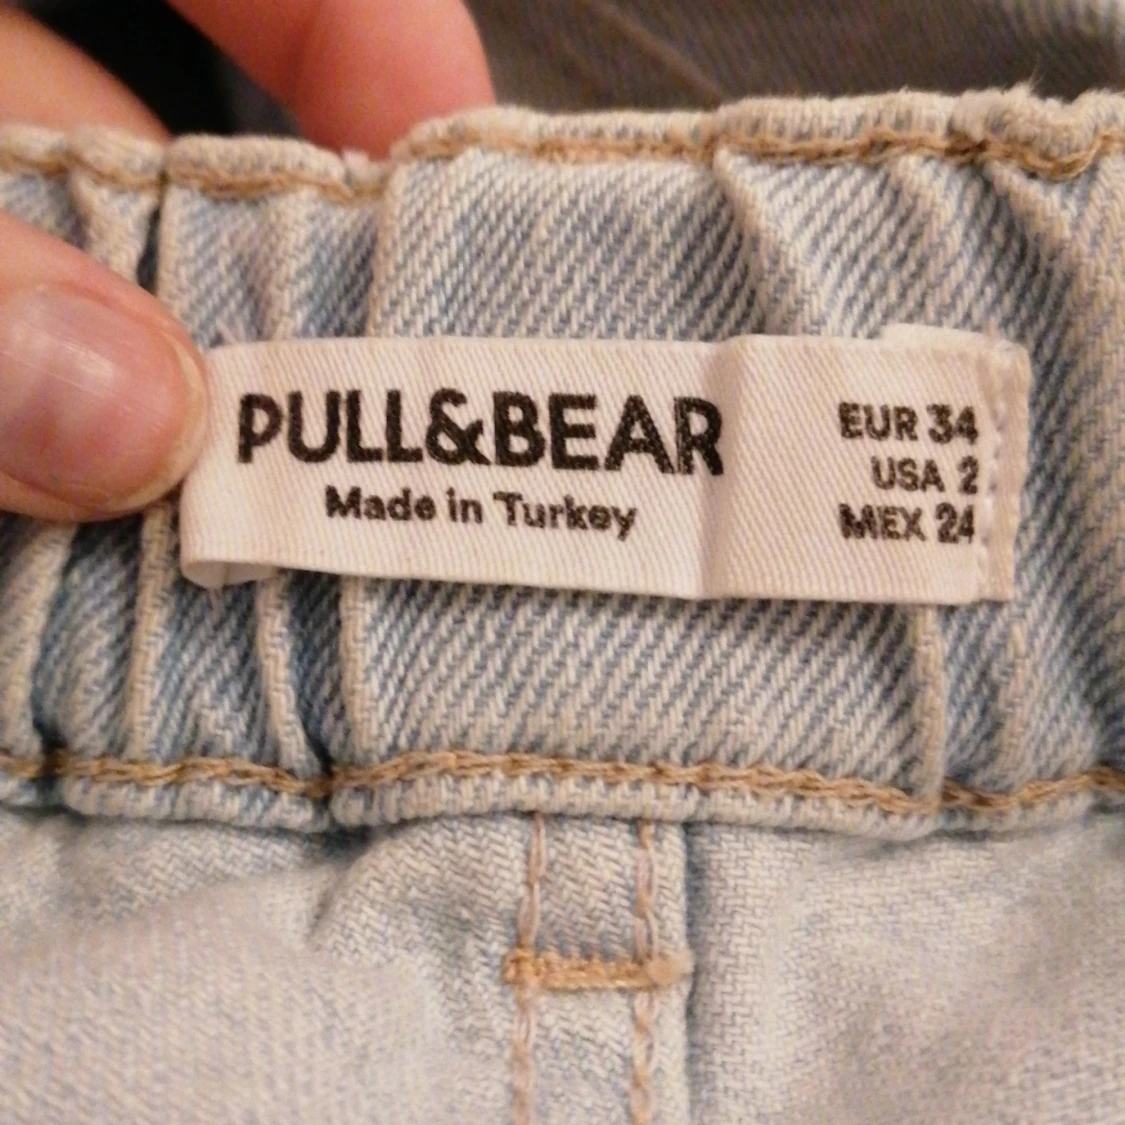 PULL&BEAR
Made in Turkey
EUR 34
USA 2
MEX 24